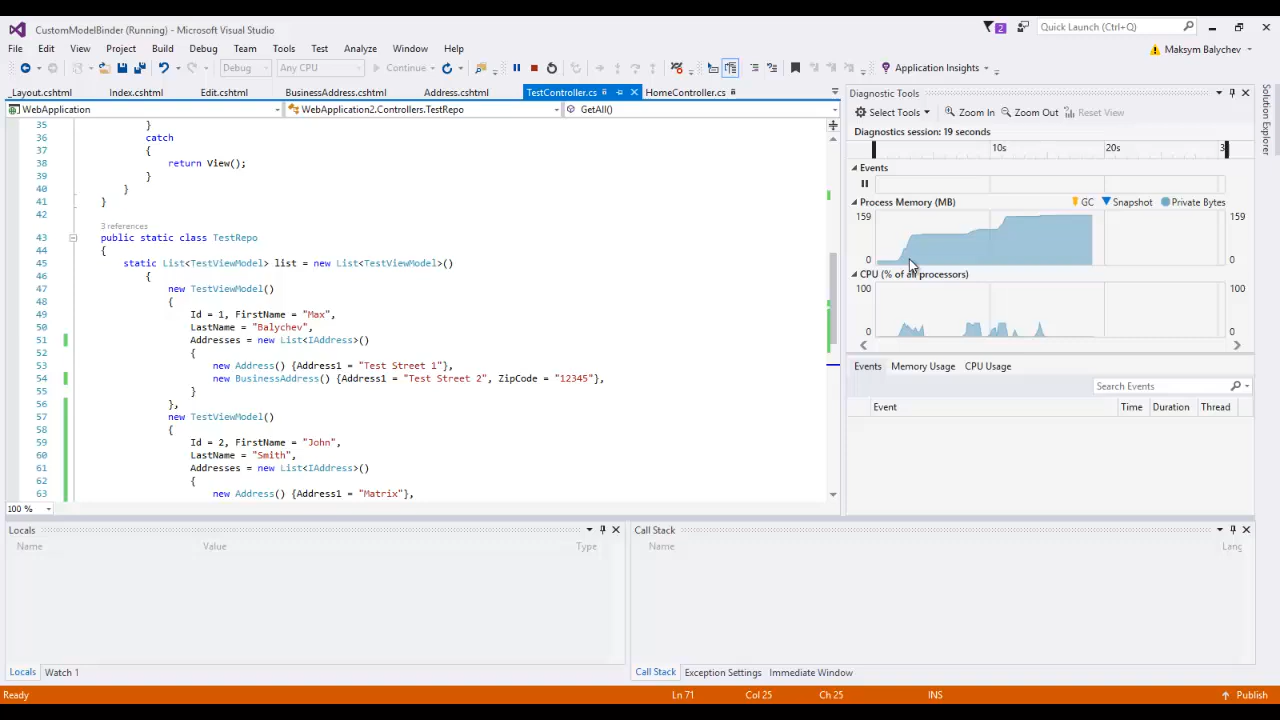 CustomModelBinder (Running) - Microsoft Visual Studio
2
Quick Launch (Ctrl+Q)
File Edit View Project Build Debug Team Tools Test Analyze Window Help
Maksym Balychev
Debug Any CPU Continue Application Insights
_Layout.cshtml Index.cshtml Edit.cshtml BusinessAddress.cshtml Address.cshtml TestController.cs HomeController.cs
WebApplication WebApplication2.Controllers.TestRepo GetAll()
35 }
36 catch
37 {
38 return View();
39 }
40 }
41 }
42
3 references
43 public static class TestRepo
44 {
45 static List<TestViewModel> list = new List<TestViewModel>()
46 {
47 new TestViewModel()
48 {
49 Id = 1, FirstName = "Max",
50 LastName = "Balychev",
51 Addresses = new List<IAddress>()
52 {
53 new Address() {Address1 = "Test Street 1"},
54 new BusinessAddress() {Address1 = "Test Street 2", ZipCode = "12345"},
55 }
56 },
57 new TestViewModel()
58 {
59 Id = 2, FirstName = "John",
60 LastName = "Smith",
61 Addresses = new List<IAddress>()
62 {
63 new Address() {Address1 = "Matrix"},
100 %
Diagnostic Tools
Select Tools Zoom In Zoom Out Reset View
Diagnostics session: 19 seconds
10s 20s 3
Events
Process Memory (MB) GC Snapshot Private Bytes
159 159
0 0
CPU (% of all processors)
100 100
0 0
Events Memory Usage CPU Usage
Search Events
Event Time Duration Thread
Solution Explorer
Locals
Name Value Type
Locals Watch 1
Call Stack
Name Lang
Call Stack Exception Settings Immediate Window
Ready Ln 71 Col 25 Ch 25 INS Publish